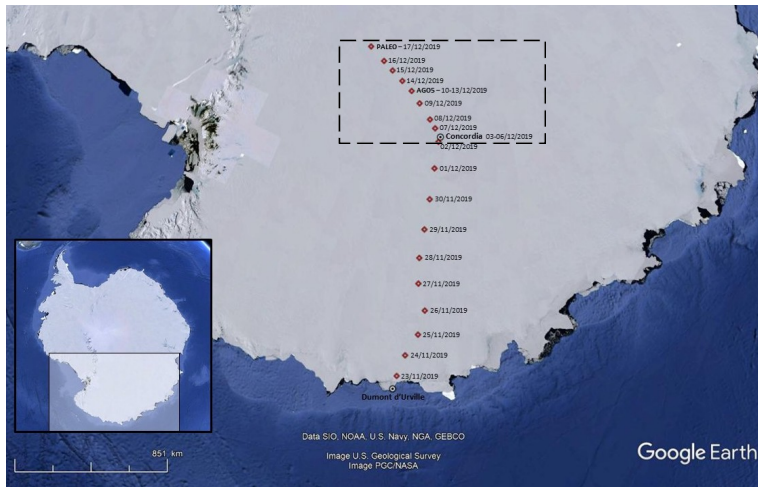 PALEO – 17/12/2019
16/12/2019
15/12/2019
14/12/2019
AGO5 – 10-13/12/2019
09/12/2019
08/12/2019
07/12/2019
Concordia 03-06/12/2019
02/12/2019
01/12/2019
30/11/2019
29/11/2019
28/11/2019
27/11/2019
26/11/2019
25/11/2019
24/11/2019
23/11/2019
Dumont d'Urville
Data SIO, NOAA, U.S. Navy, NGA, GEBCO
Image U.S. Geological Survey
Image PGC/NASA
851 km
Google Earth